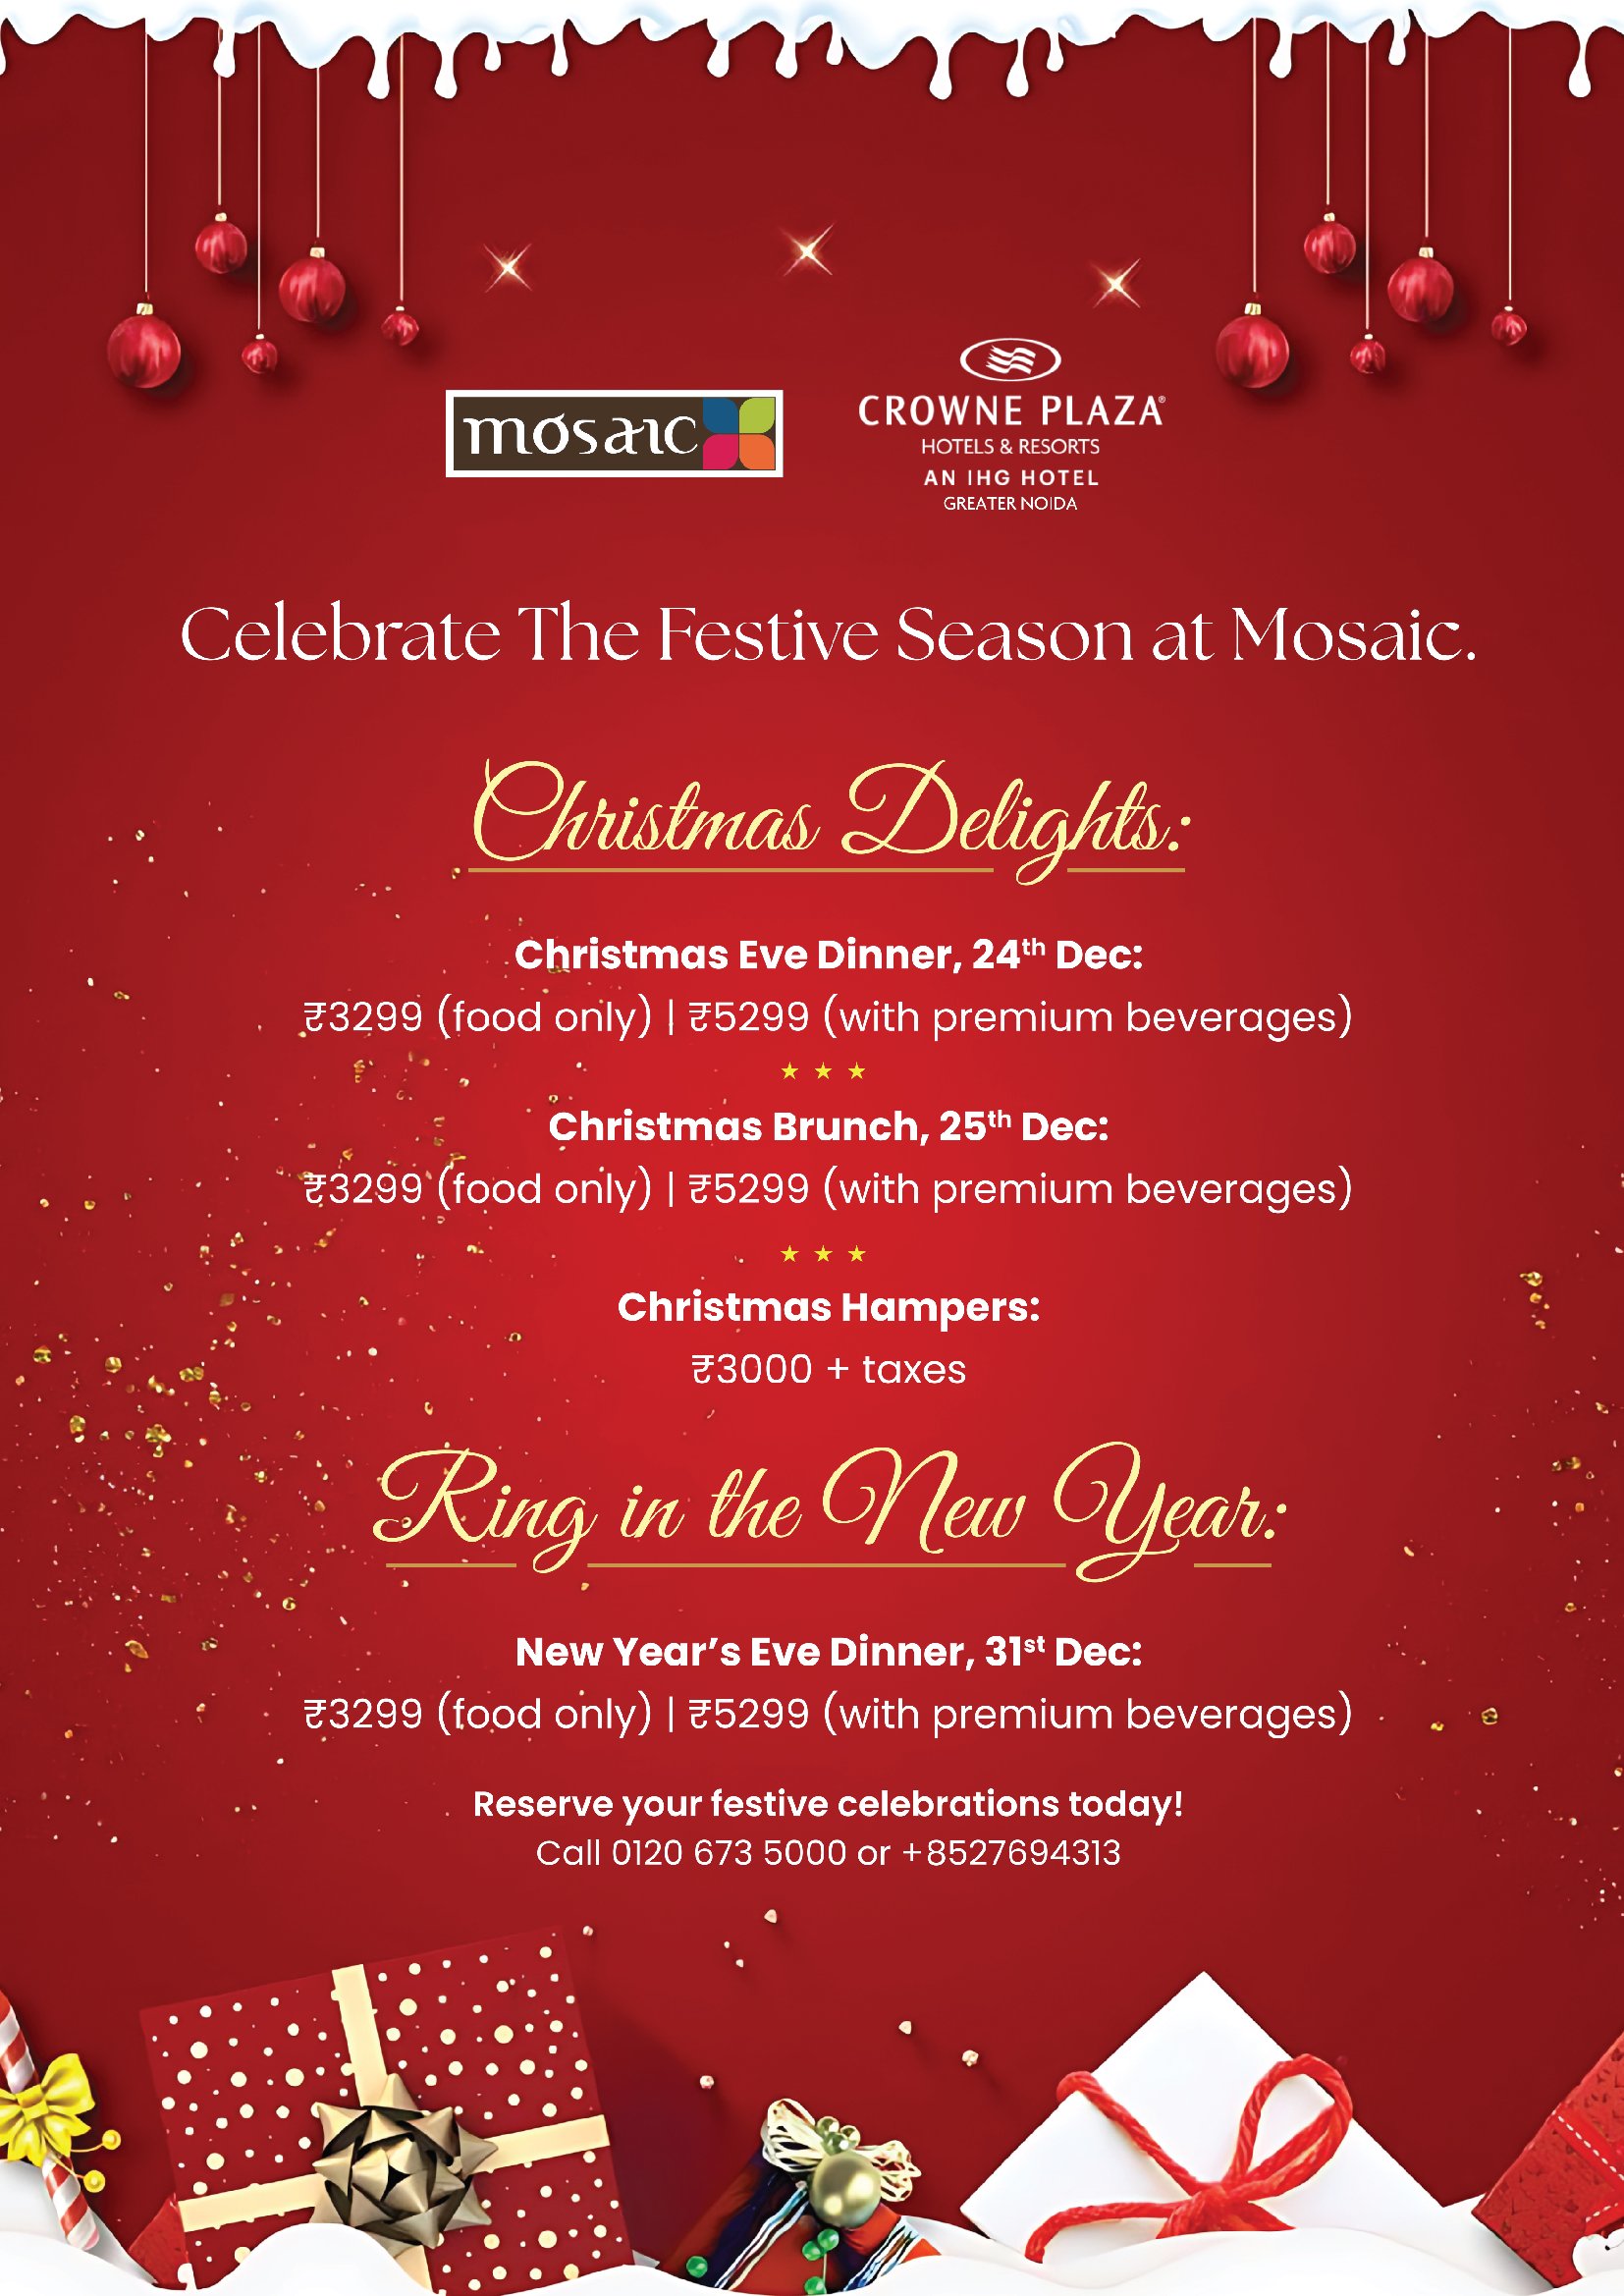 mosaic
CROWNE PLAZA®
HOTELS & RESORTS
AN IHG HOTEL
GREATER NOIDA
Celebrate The Festive Season at Mosaic.
Christmas Delights:
Christmas Eve Dinner, 24th Dec:
₹3299 (food only) | ₹5299 (with premium beverages)
Christmas Brunch, 25th Dec:
₹3299 (food only) | ₹5299 (with premium beverages)
Christmas Hampers:
₹3000 + taxes
Ring in the New Year:
New Year’s Eve Dinner, 31st Dec:
₹3299 (food only) | ₹5299 (with premium beverages)
Reserve your festive celebrations today!
Call 0120 673 5000 or +8527694313